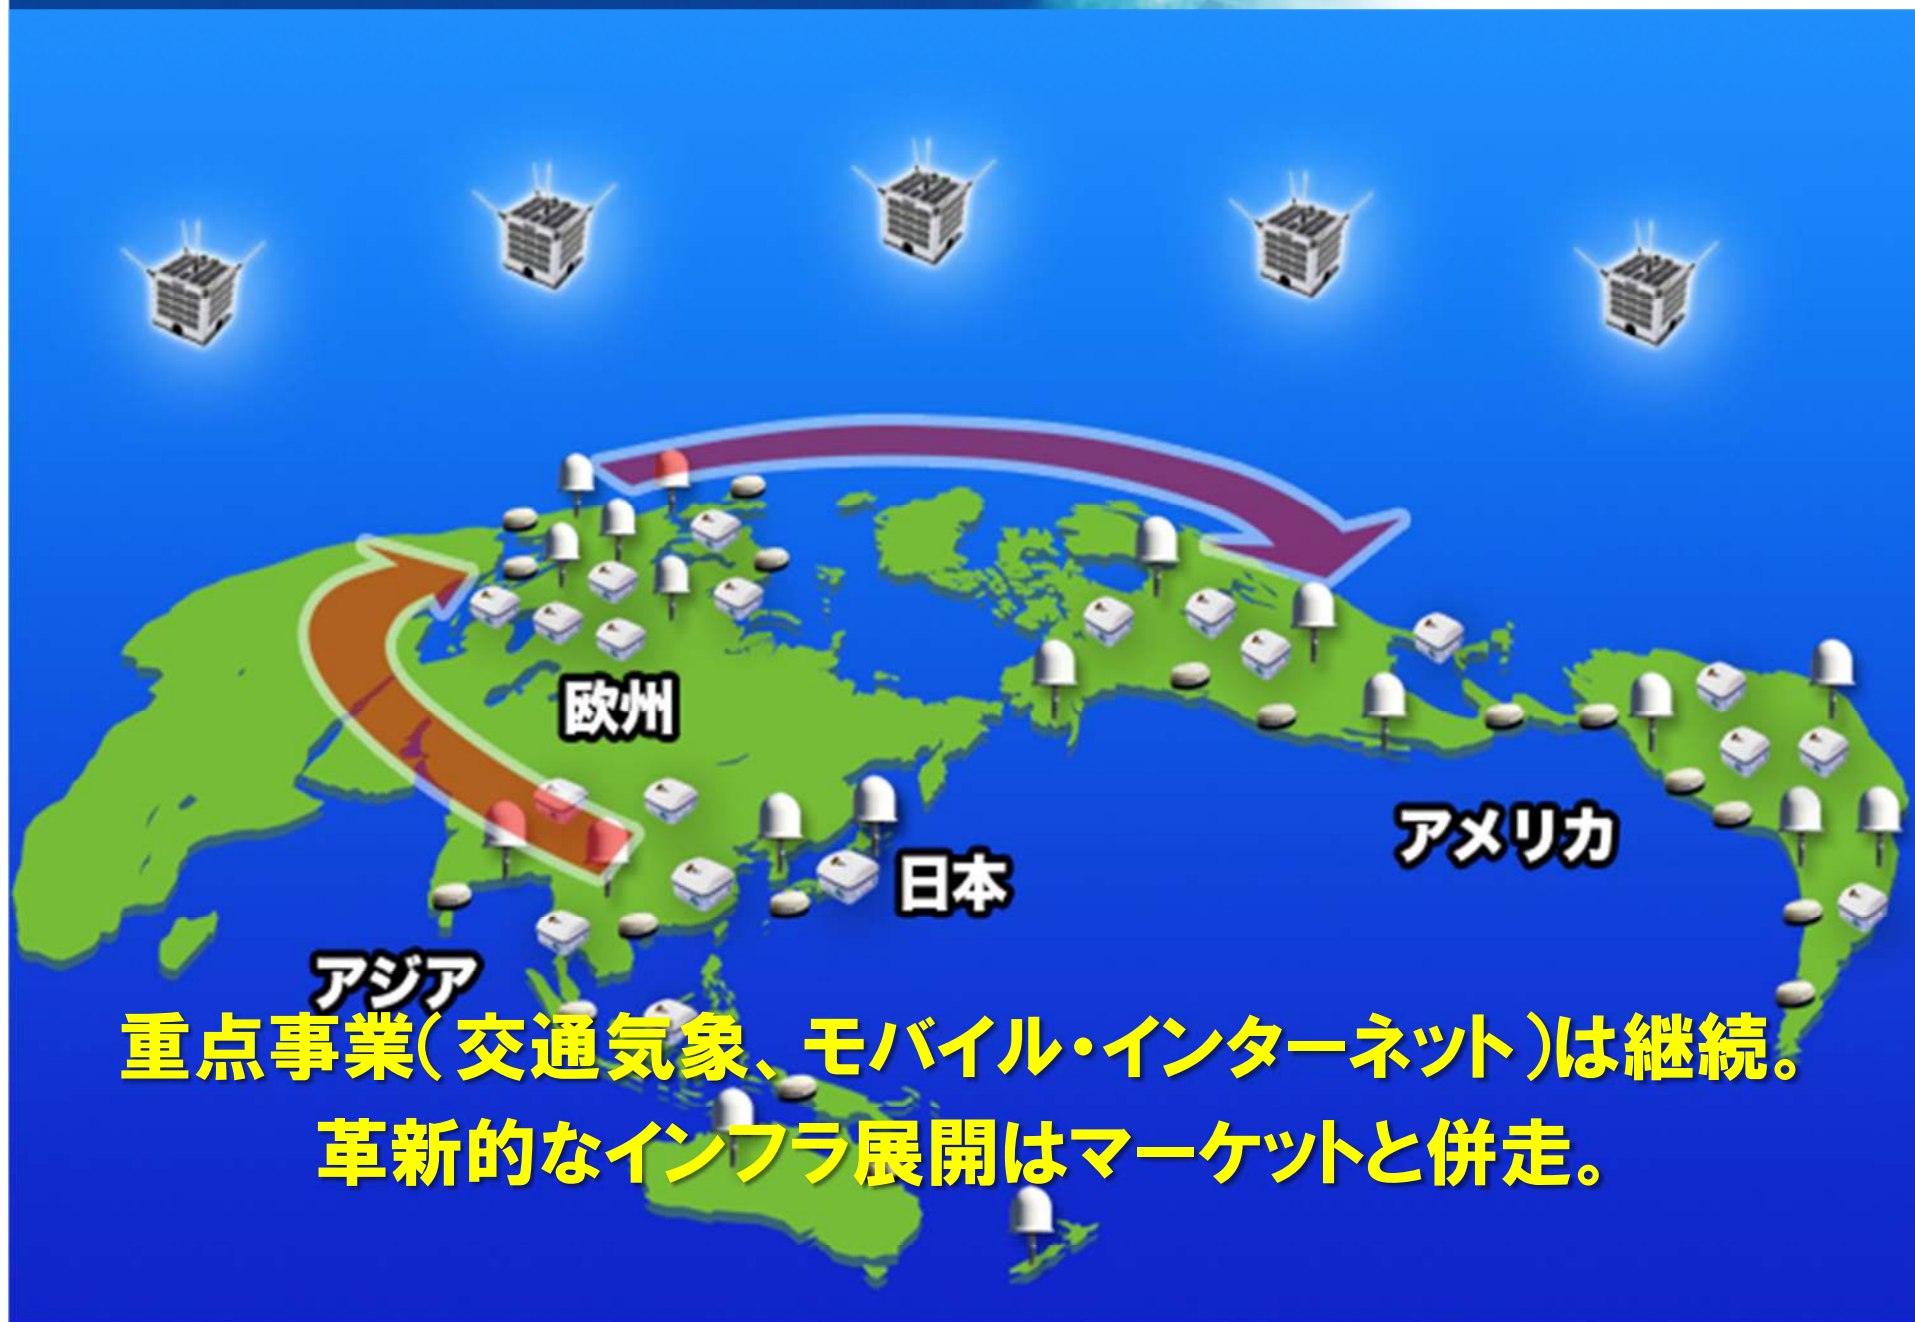 欧州
アメリカ
日本
アジア
重点事業(交通気象、モバイル・インターネット)は継続。
革新的なインフラ展開はマーケットと併走。